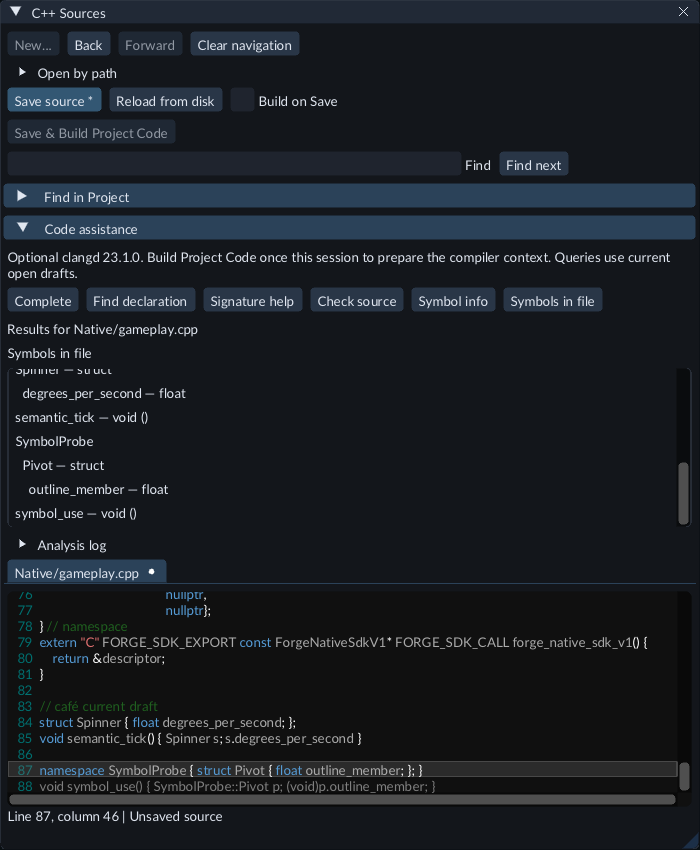 C++ Sources
New... Back Forward Clear navigation
Open by path
Save source * Reload from disk Build on Save
Save & Build Project Code
Find Find next
Find in Project
Code assistance
Optional clangd 23.1.0. Build Project Code once this session to prepare the compiler context. Queries use current
open drafts.
Complete Find declaration Signature help Check source Symbol info Symbols in file
Results for Native/gameplay.cpp
Symbols in file
Spinner — struct
degrees_per_second — float
semantic_tick — void ()
SymbolProbe
Pivot — struct
outline_member — float
symbol_use — void ()
Analysis log
Native/gameplay.cpp
76 nullptr,
77 nullptr};
78 } // namespace
79 extern "C" FORGE_SDK_EXPORT const ForgeNativeSdkV1* FORGE_SDK_CALL forge_native_sdk_v1() {
80 return &descriptor;
81 }
82
83 // café current draft
84 struct Spinner { float degrees_per_second; };
85 void semantic_tick() { Spinner s; s.degrees_per_second }
86
87 namespace SymbolProbe { struct Pivot { float outline_member; }; }
88 void symbol_use() { SymbolProbe::Pivot p; (void)p.outline_member; }
Line 87, column 46 | Unsaved source